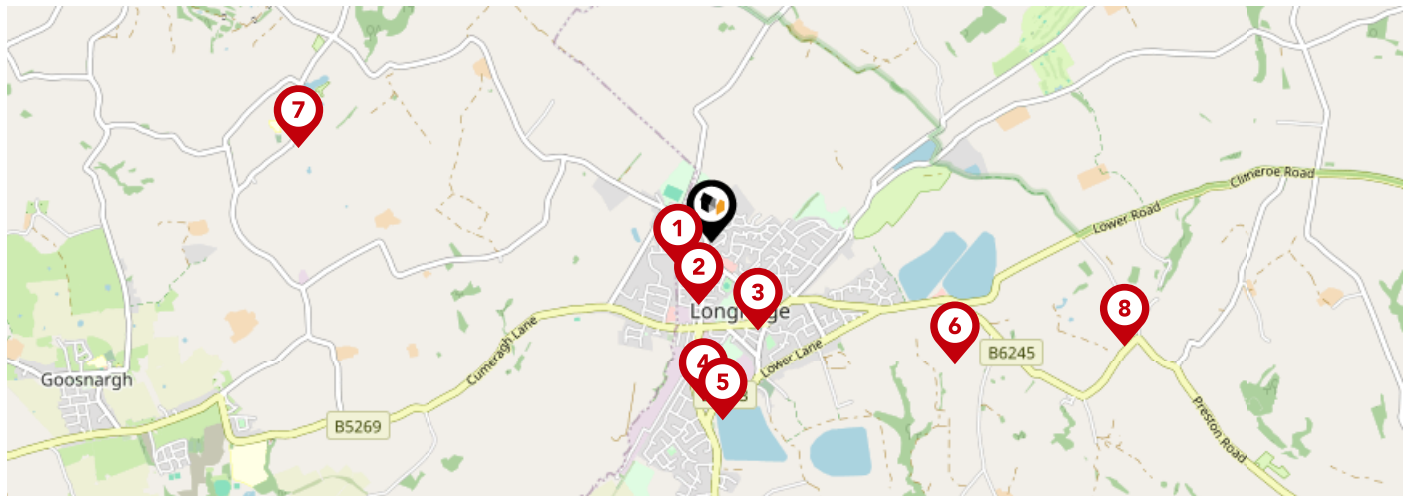 7
1
2
3
4
5
6
8
Longridge
Goosnargh
Cumeragh Lane
Lower Lane
Lower Road
Clitheroe Road
Preston Road
B5269
B6245